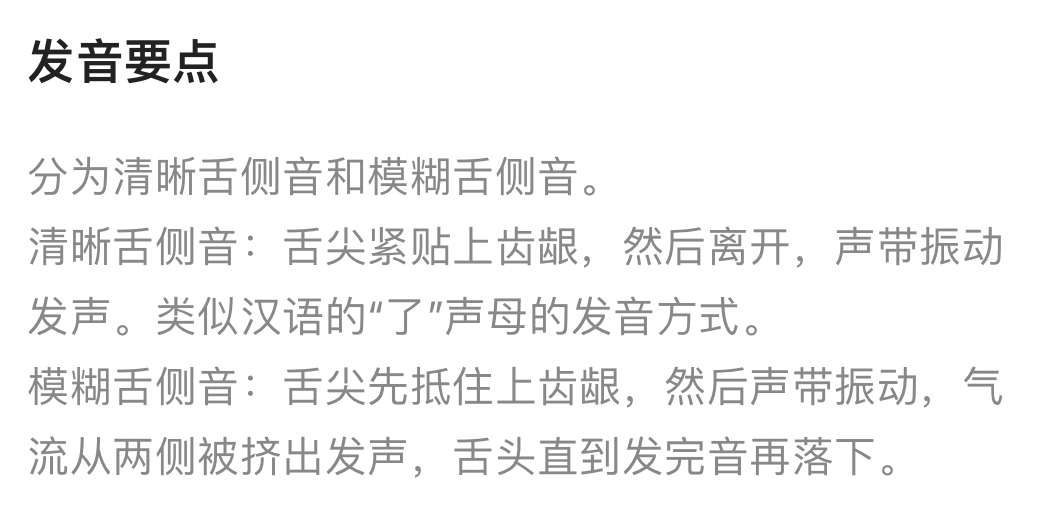 发音要点
分为清晰舌侧音和模糊舌侧音。
清晰舌侧音：舌尖紧贴上齿龈，然后离开，声带振动
发声。类似汉语的“了”声母的发音方式。
模糊舌侧音：舌尖先抵住上齿龈，然后声带振动，气
流从两侧被挤出发声，舌头直到发完音再落下。